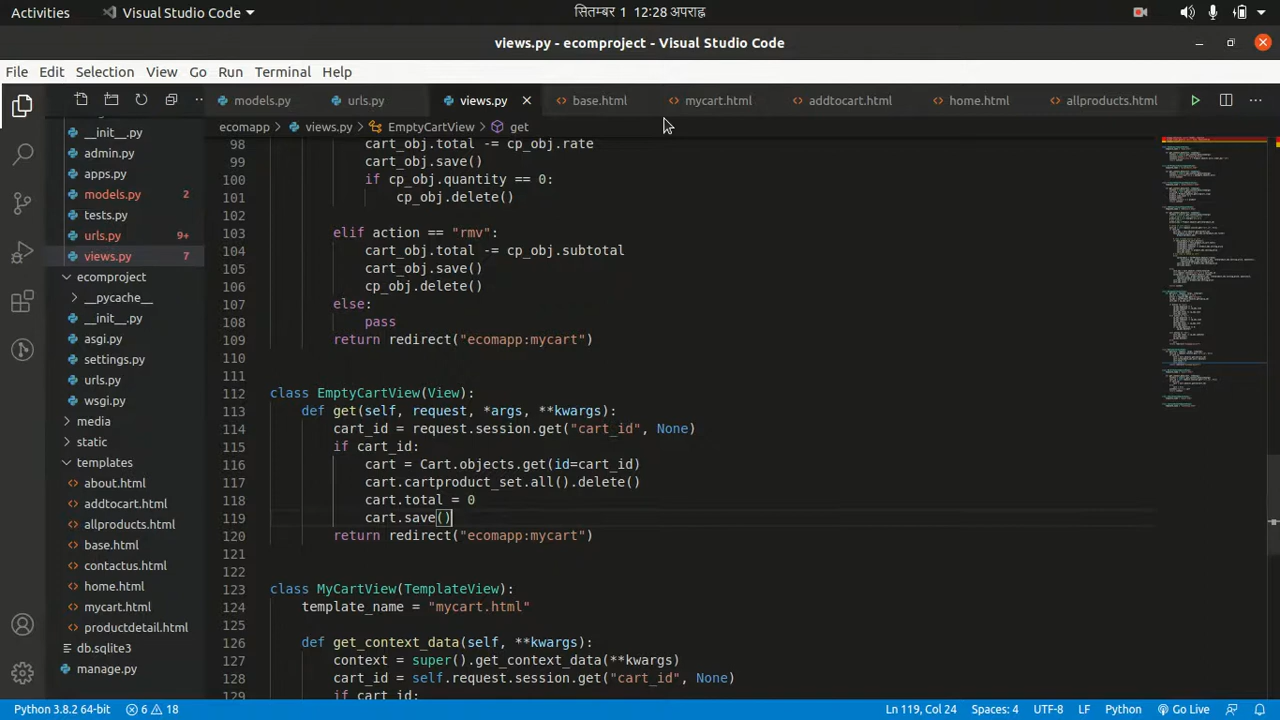 Activities Visual Studio Code सितम्बर 1 12:28 अपराह्न
views.py - ecomproject - Visual Studio Code
File Edit Selection View Go Run Terminal Help
models.py urls.py views.py base.html mycart.html addtocart.html home.html allproducts.html
ecomapp > views.py > EmptyCartView > get
__init__.py
admin.py
apps.py
models.py 2
tests.py
urls.py 9+
views.py 7
ecomproject
__pycache__
__init__.py
asgi.py
settings.py
urls.py
wsgi.py
media
static
templates
about.html
addtocart.html
allproducts.html
base.html
contactus.html
home.html
mycart.html
productdetail.html
db.sqlite3
manage.py
98 cart_obj.total -= cp_obj.rate
99 cart_obj.save()
100 if cp_obj.quantity == 0:
101 cp_obj.delete()
102
103 elif action == "rmv":
104 cart_obj.total -= cp_obj.subtotal
105 cart_obj.save()
106 cp_obj.delete()
107 else:
108 pass
109 return redirect("ecomapp:mycart")
110
111
112 class EmptyCartView(View):
113 def get(self, request, *args, **kwargs):
114 cart_id = request.session.get("cart_id", None)
115 if cart_id:
116 cart = Cart.objects.get(id=cart_id)
117 cart.cartproduct_set.all().delete()
118 cart.total = 0
119 cart.save()
120 return redirect("ecomapp:mycart")
121
122
123 class MyCartView(TemplateView):
124 template_name = "mycart.html"
125
126 def get_context_data(self, **kwargs):
127 context = super().get_context_data(**kwargs)
128 cart_id = self.request.session.get("cart_id", None)
129 if cart_id:
Python 3.8.2 64-bit 6 18 Ln 119, Col 24 Spaces: 4 UTF-8 LF Python Go Live